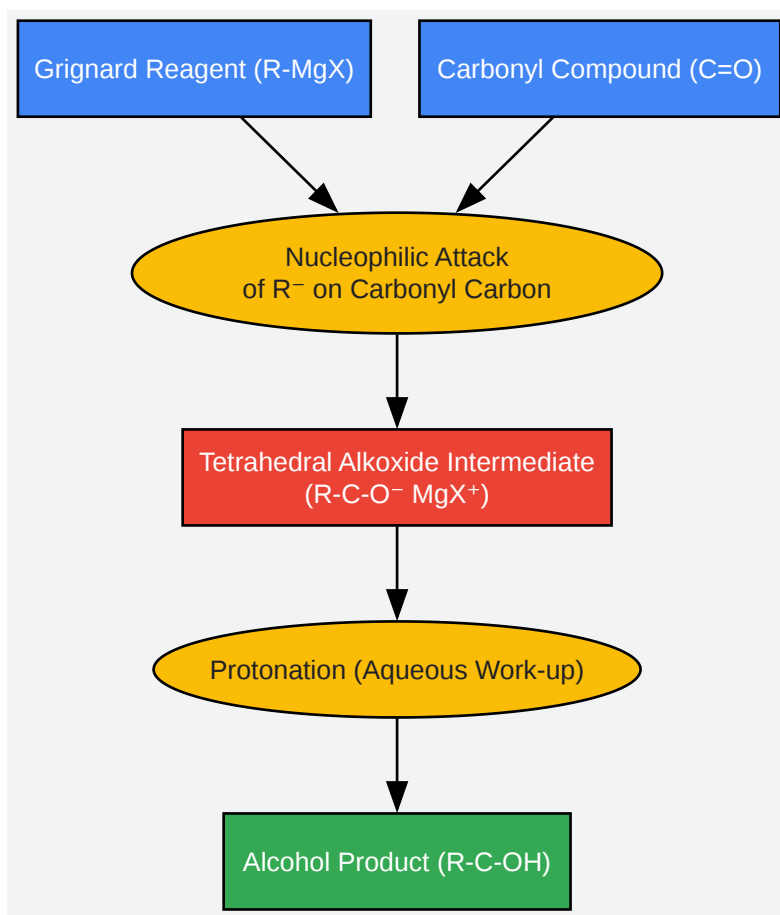 Grignard Reagent (R-MgX)
Carbonyl Compound (C=O)
Nucleophilic Attack
of R⁻ on Carbonyl Carbon
Tetrahedral Alkoxide Intermediate
(R-C-O⁻ MgX⁺)
Protonation (Aqueous Work-up)
Alcohol Product (R-C-OH)